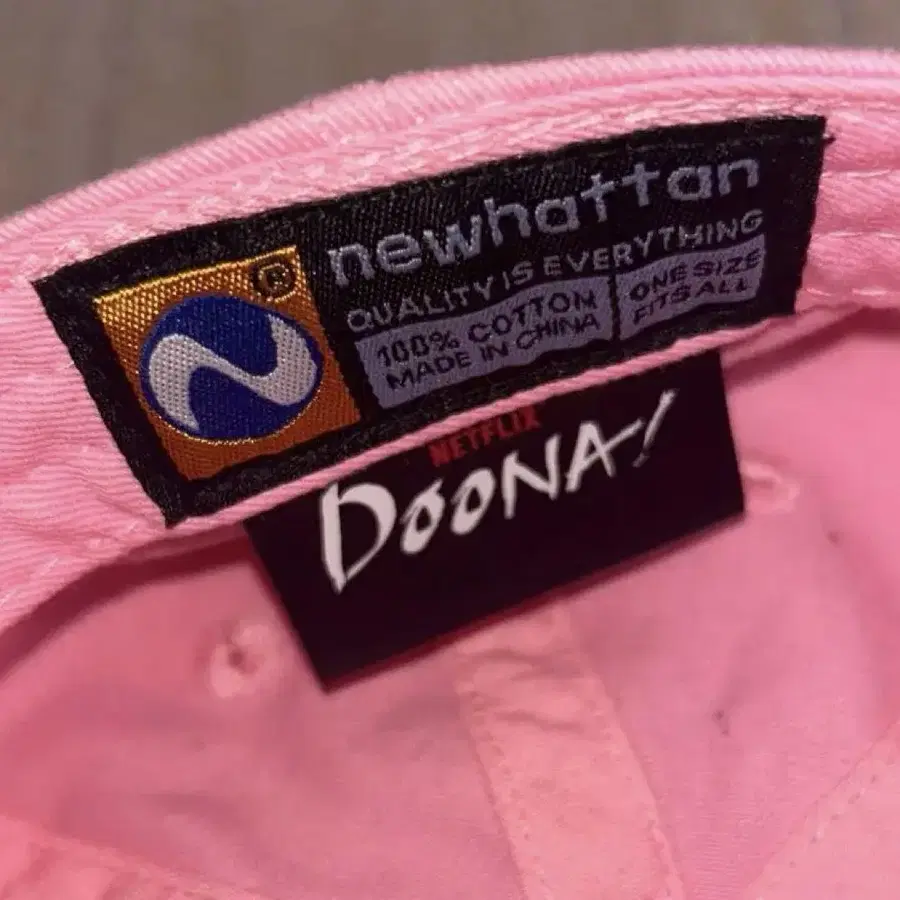 ®
newhattan
QUALITY IS EVERYTHING
100% COTTON
MADE IN CHINA
ONE SIZE
FITS ALL
NETFLIX
DOONA!